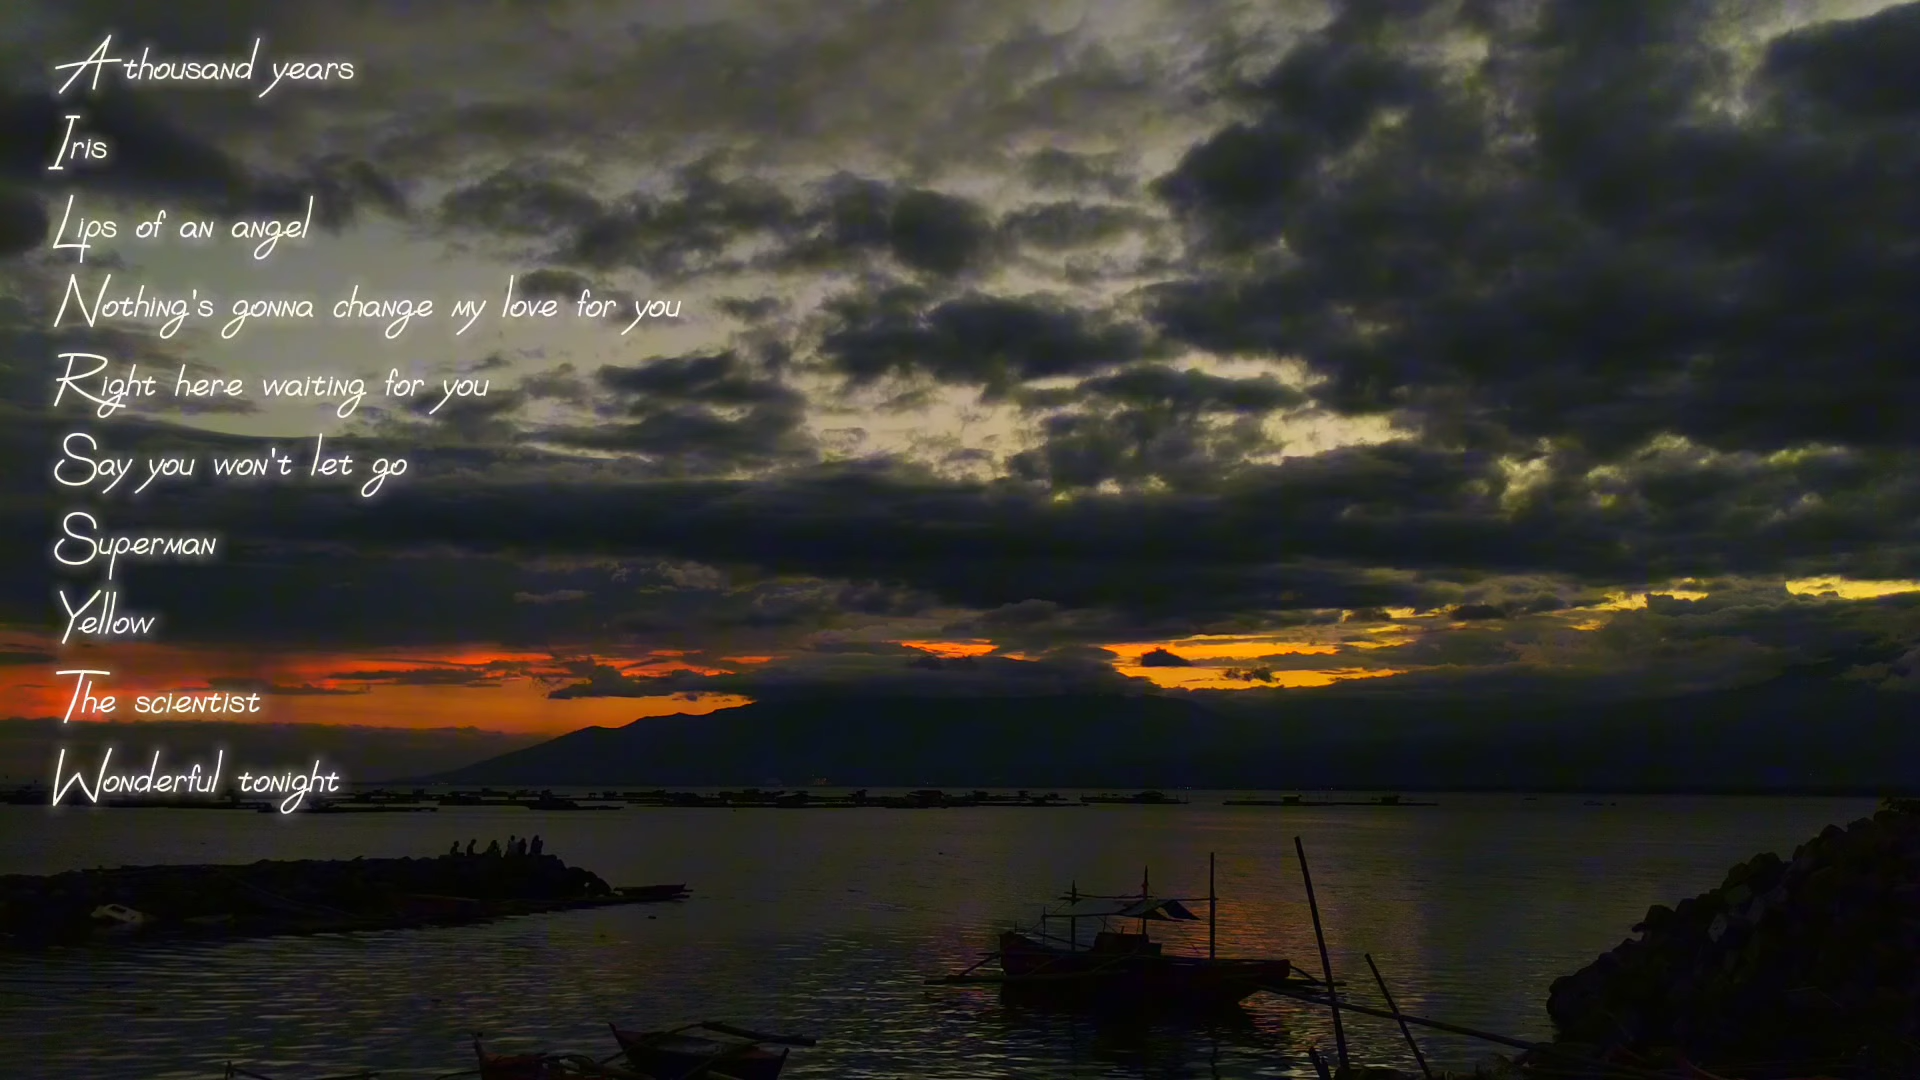 A thousand years
Iris
Lips of an angel
Nothing's gonna change my love for you
Right here waiting for you
Say you won't let go
Superman
Yellow
The scientist
Wonderful tonight